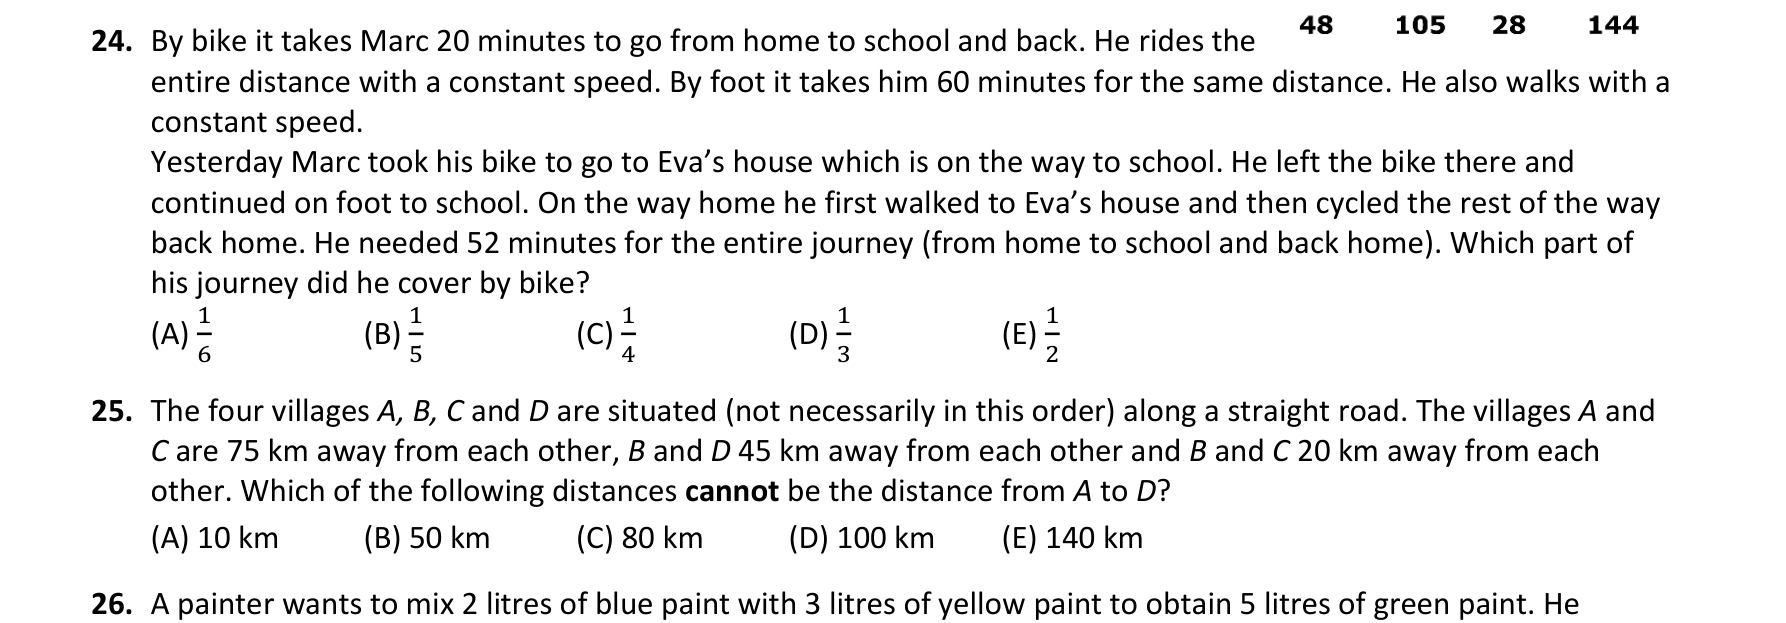 48 105 28 144
24. By bike it takes Marc 20 minutes to go from home to school and back. He rides the
entire distance with a constant speed. By foot it takes him 60 minutes for the same distance. He also walks with a
constant speed.
Yesterday Marc took his bike to go to Eva’s house which is on the way to school. He left the bike there and
continued on foot to school. On the way home he first walked to Eva’s house and then cycled the rest of the way
back home. He needed 52 minutes for the entire journey (from home to school and back home). Which part of
his journey did he cover by bike?
(A) 1/6 (B) 1/5 (C) 1/4 (D) 1/3 (E) 1/2
25. The four villages A, B, C and D are situated (not necessarily in this order) along a straight road. The villages A and
C are 75 km away from each other, B and D 45 km away from each other and B and C 20 km away from each
other. Which of the following distances cannot be the distance from A to D?
(A) 10 km (B) 50 km (C) 80 km (D) 100 km (E) 140 km
26. A painter wants to mix 2 litres of blue paint with 3 litres of yellow paint to obtain 5 litres of green paint. He